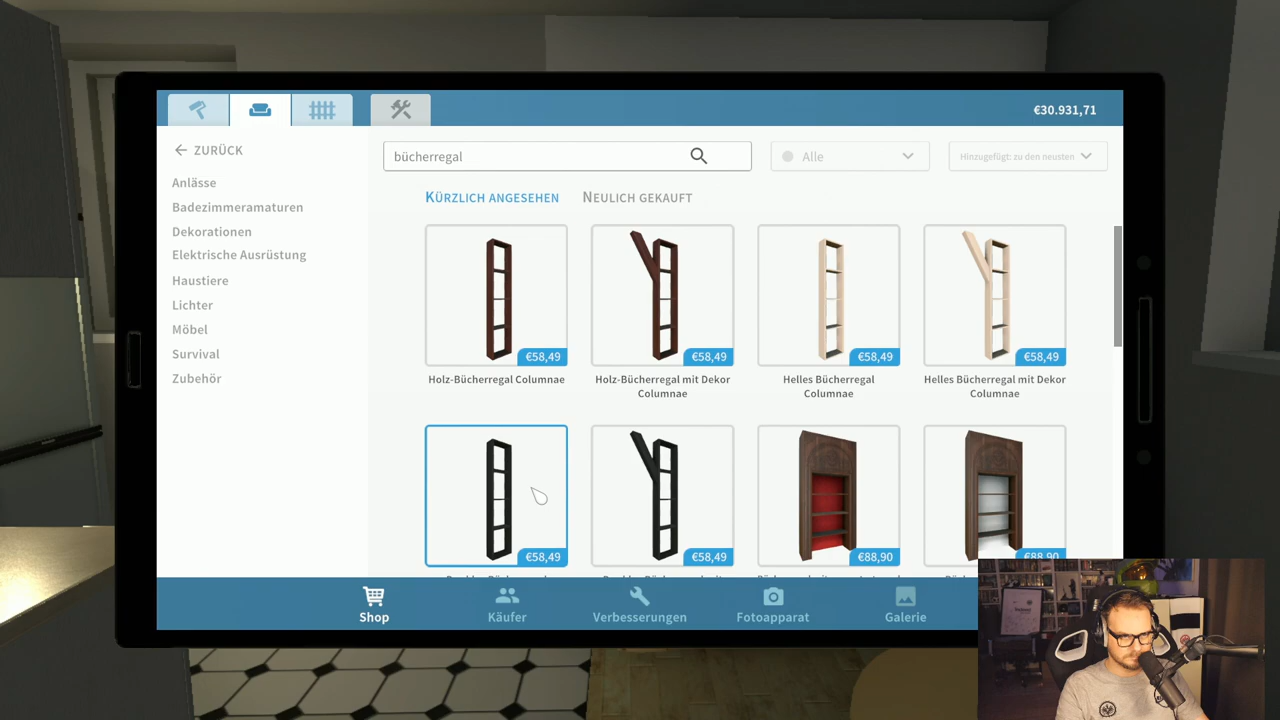 €30.931,71
ZURÜCK
bücherregal
Alle
Hinzugefügt: zu den neusten
Anlässe
Badezimmeramaturen
Dekorationen
Elektrische Ausrüstung
Haustiere
Lichter
Möbel
Survival
Zubehör
KÜRZLICH ANGESEHEN
NEULICH GEKAUFT
€58,49
€58,49
€58,49
€58,49
Holz-Bücherregal Columnae
Holz-Bücherregal mit Dekor
Columnae
Helles Bücherregal
Columnae
Helles Bücherregal mit Dekor
Columnae
€58,49
€58,49
€88,90
€88,90
Shop
Käufer
Verbesserungen
Fotoapparat
Galerie